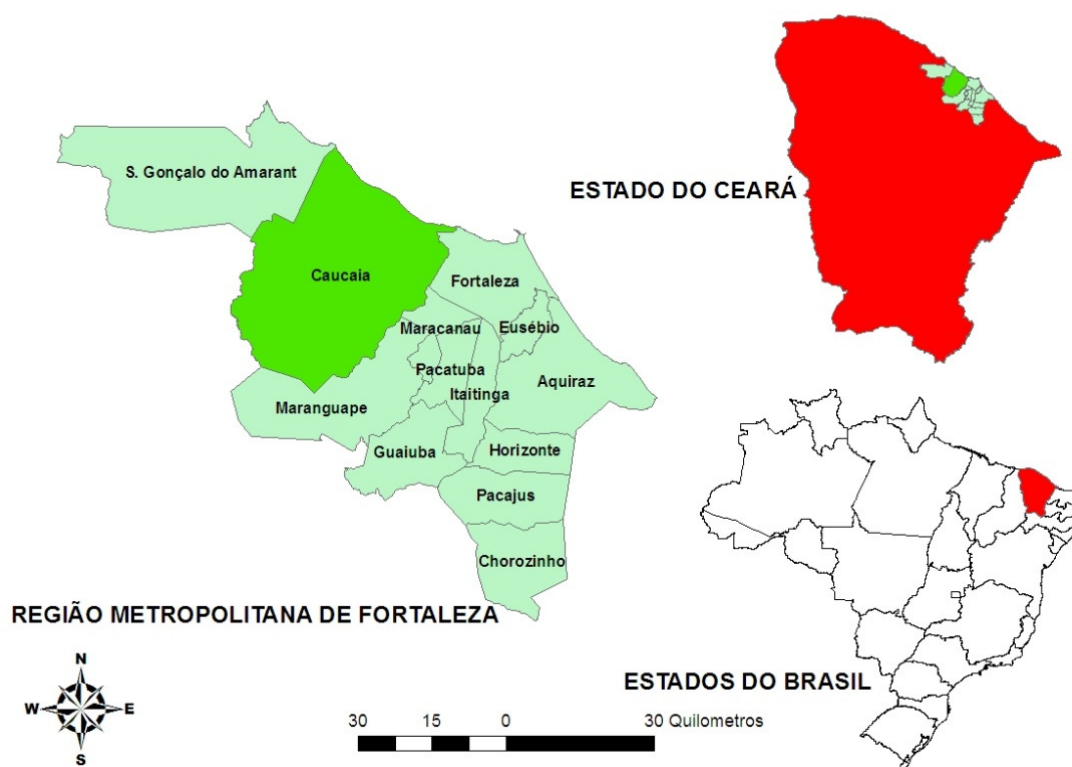 S. Gonçalo do Amarant
ESTADO DO CEARÁ
Caucaia
Fortaleza
Maracanau
Eusébio
Pacatuba
Itaitinga
Aquiraz
Maranguape
Guaiuba
Horizonte
Pacajus
Chorozinho
REGIÃO METROPOLITANA DE FORTALEZA
ESTADOS DO BRASIL
N
W E
S
30 15 0 30 Quilometros